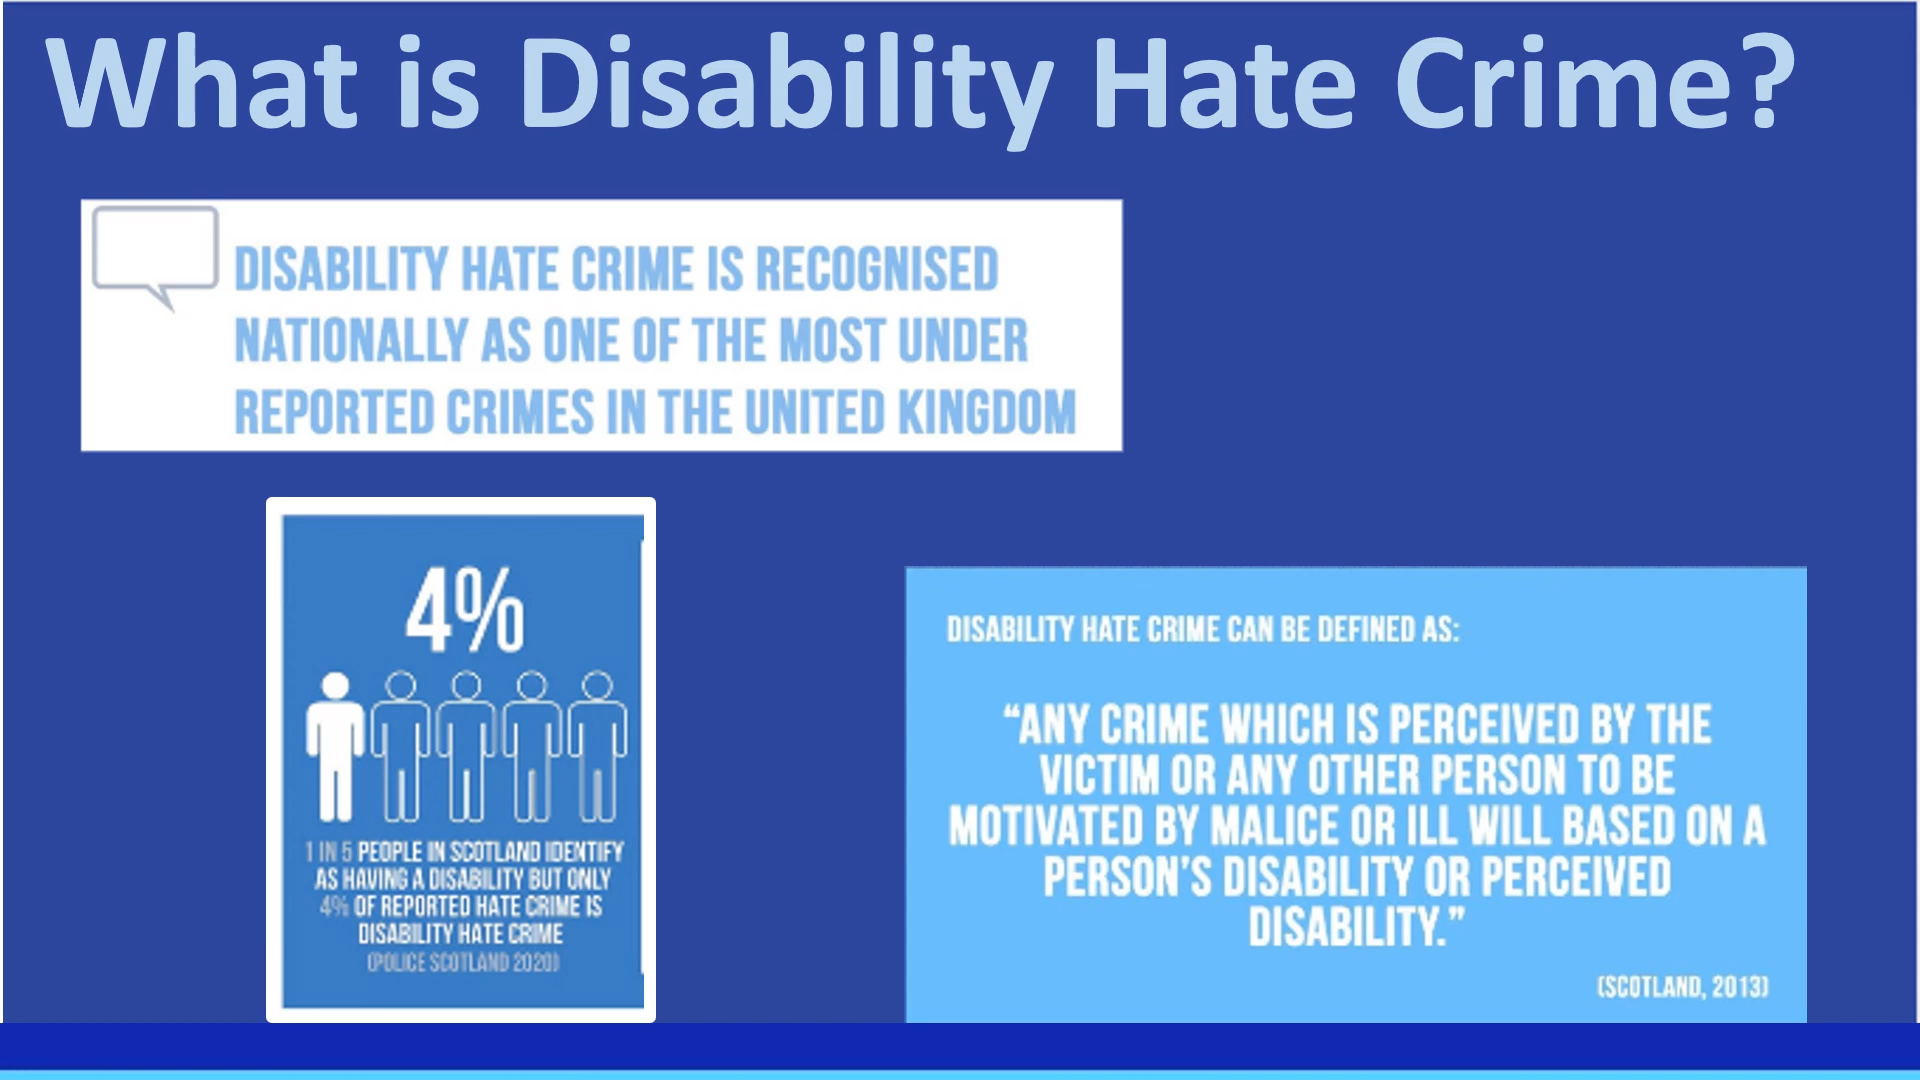 What is Disability Hate Crime?
DISABILITY HATE CRIME IS RECOGNISED
NATIONALLY AS ONE OF THE MOST UNDER
REPORTED CRIMES IN THE UNITED KINGDOM
4%
1 IN 5 PEOPLE IN SCOTLAND IDENTIFY
AS HAVING A DISABILITY BUT ONLY
4% OF REPORTED HATE CRIME IS
DISABILITY HATE CRIME
(POLICE SCOTLAND 2020)
DISABILITY HATE CRIME CAN BE DEFINED AS:
“ANY CRIME WHICH IS PERCEIVED BY THE
VICTIM OR ANY OTHER PERSON TO BE
MOTIVATED BY MALICE OR ILL WILL BASED ON A
PERSON’S DISABILITY OR PERCEIVED
DISABILITY.”
(SCOTLAND, 2013)